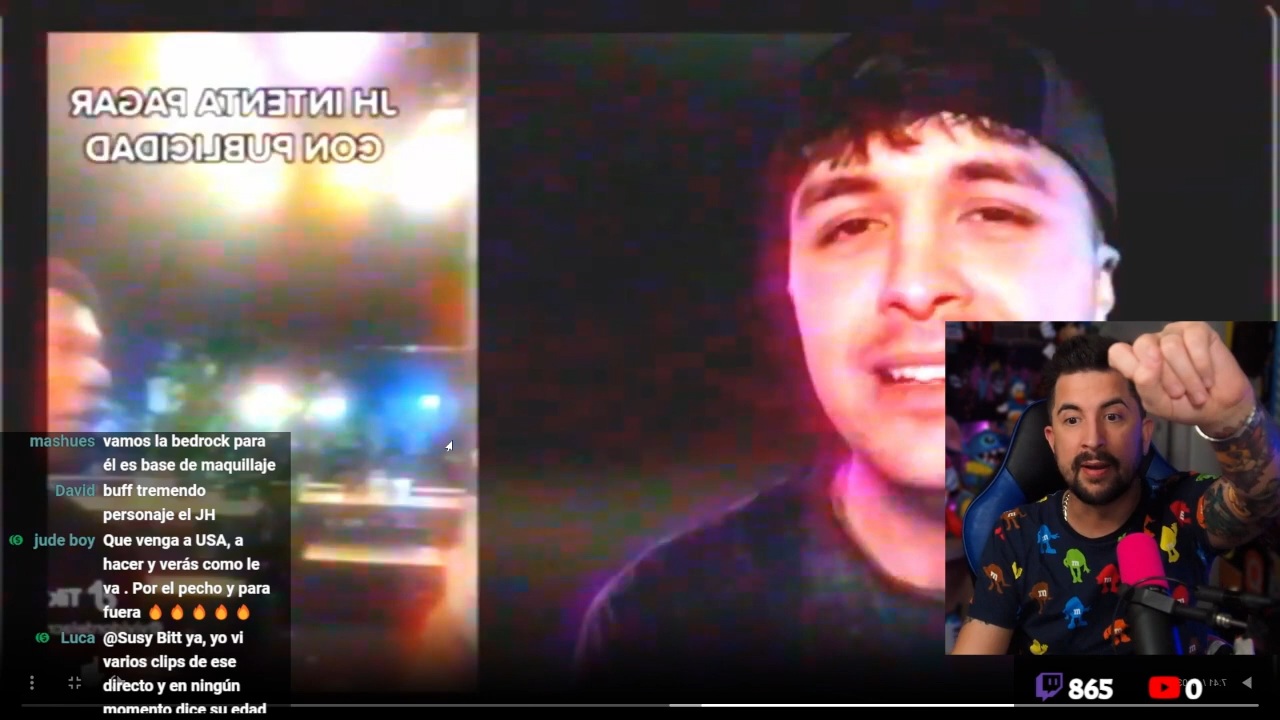 JH INTENTA PAGAR
CON PUBLICIDAD
mashues vamos la bedrock para
él es base de maquillaje
David buff tremendo
personaje el JH
jude boy Que venga a USA, a
hacer y verás como le
va . Por el pecho y para
fuera 🔥🔥🔥🔥🔥
Luca @Susy Bitt ya, yo vi
varios clips de ese
directo y en ningún
momento dice su edad
865
0